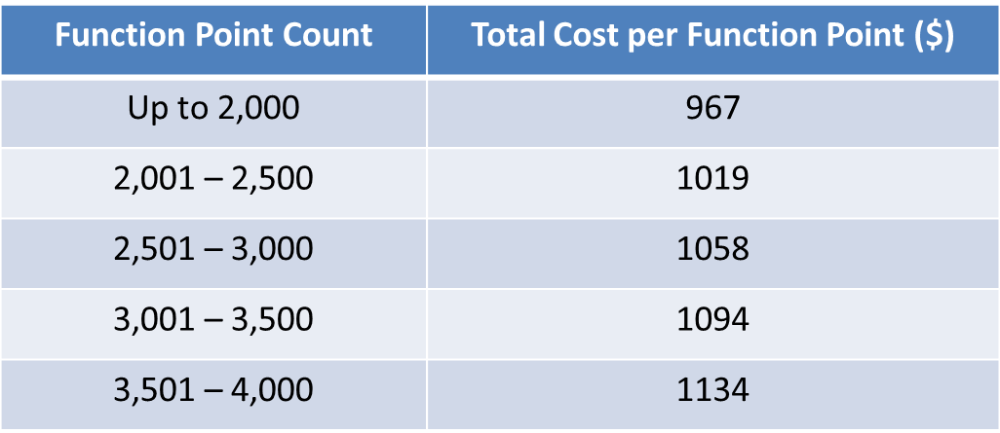 Function Point Count Total Cost per Function Point ($)
Up to 2,000 967
2,001 – 2,500 1019
2,501 – 3,000 1058
3,001 – 3,500 1094
3,501 – 4,000 1134